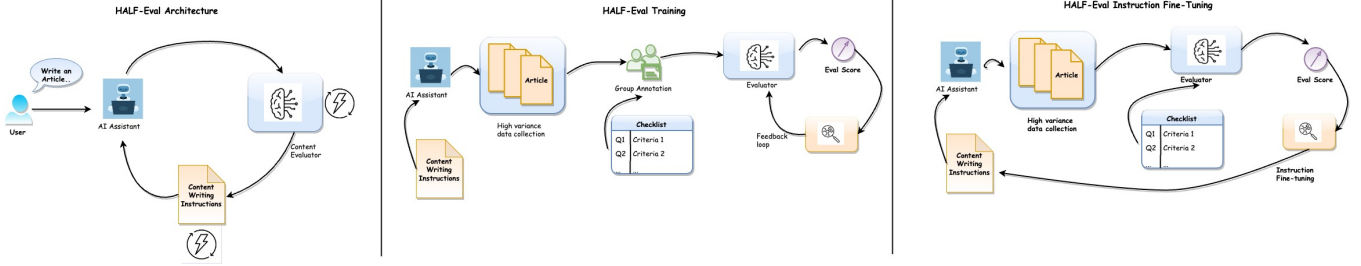 HALF-Eval Architecture
Write an
Article..
User
AI Assistant
Content
Evaluator
Content
Writing
Instructions
HALF-Eval Training
AI Assistant
Article
High variance
data collection
Group Annotation
Evaluator
Eval Score
Feedback
loop
Checklist
Q1 Criteria 1
Q2 Criteria 2
... ...
Content
Writing
Instructions
HALF-Eval Instruction Fine-Tuning
AI Assistant
Article
High variance
data collection
Evaluator
Eval Score
Checklist
Q1 Criteria 1
Q2 Criteria 2
... ...
Content
Writing
Instructions
Instruction
Fine-tuning